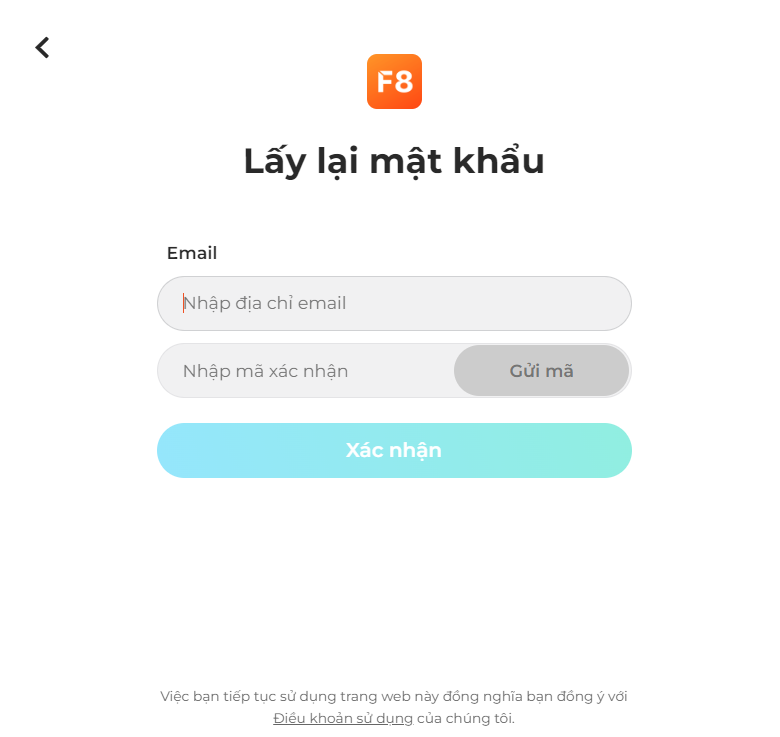 F8
Lấy lại mật khẩu
Email
Nhập địa chỉ email
Nhập mã xác nhận
Gửi mã
Xác nhận
Việc bạn tiếp tục sử dụng trang web này đồng nghĩa bạn đồng ý với
Điều khoản sử dụng của chúng tôi.